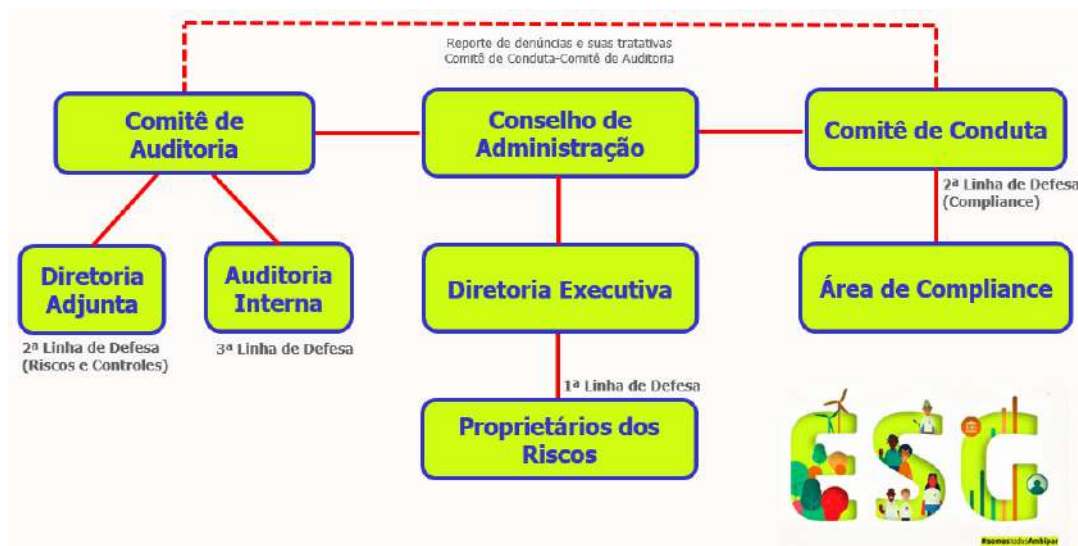 Reporte de denúncias e suas tratativas
Comitê de Conduta-Comitê de Auditoria
Comitê de
Auditoria
Conselho de
Administração
Comitê de Conduta
2ª Linha de Defesa
(Compliance)
Diretoria
Adjunta
Auditoria
Interna
Diretoria Executiva
Área de Compliance
2ª Linha de Defesa
(Riscos e Controles)
3ª Linha de Defesa
1ª Linha de Defesa
Proprietários dos
Riscos
ESG
#somostodosAmbipar